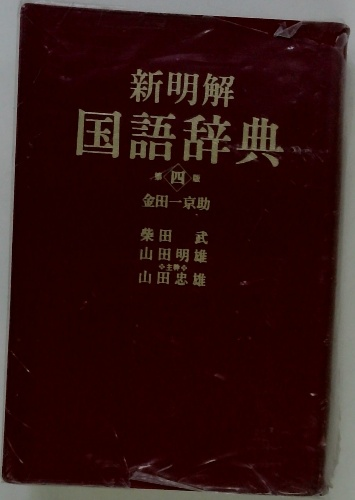 新明解
国語辞典
第四版
金田一京助
柴田 武
山田明雄
❖主幹❖
山田忠雄